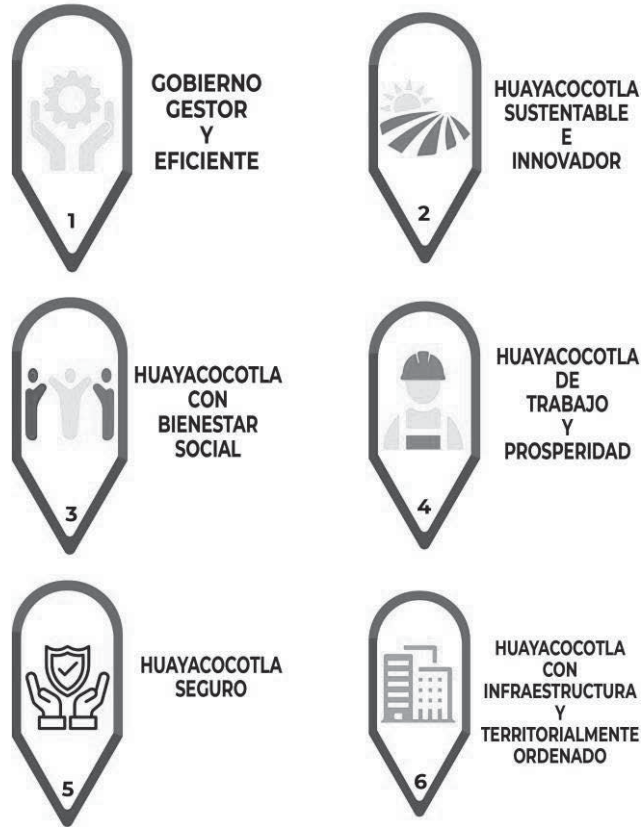 1
GOBIERNO
GESTOR
Y
EFICIENTE
2
HUAYACOCOTLA
SUSTENTABLE
E
INNOVADOR
3
HUAYACOCOTLA
CON
BIENESTAR
SOCIAL
4
HUAYACOCOTLA
DE
TRABAJO
Y
PROSPERIDAD
5
HUAYACOCOTLA
SEGURO
6
HUAYACOCOTLA
CON
INFRAESTRUCTURA
Y
TERRITORIALMENTE
ORDENADO